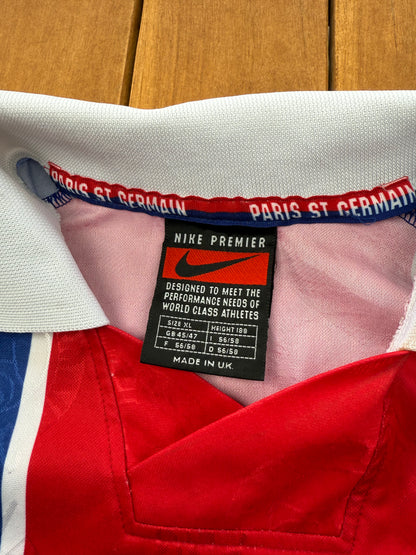 PARIS ST GERMAIN
PARIS ST GERMAIN
NIKE PREMIER
DESIGNED TO MEET THE
PERFORMANCE NEEDS OF
WORLD CLASS ATHLETES
SIZE XL HEIGHT 188
GB 45/47 I 56/58
F 56/58 D 56/58
MADE IN UK.